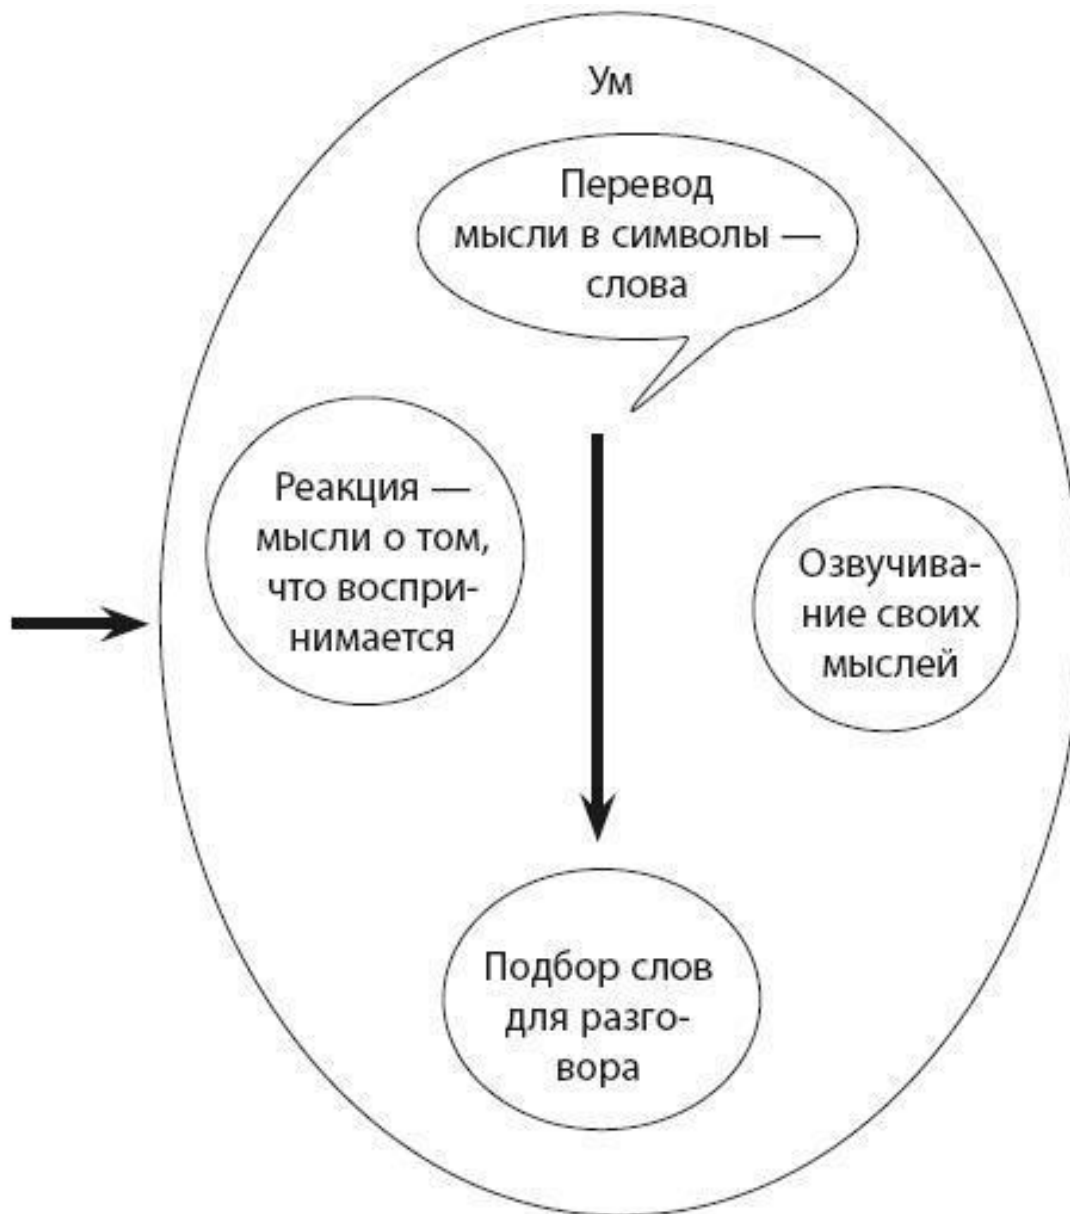 Ум
Перевод
мысли в символы —
слова
Реакция —
мысли о том,
что воспри-
нимается
Озвучива-
ние своих
мыслей
Подбор слов
для разго-
вора